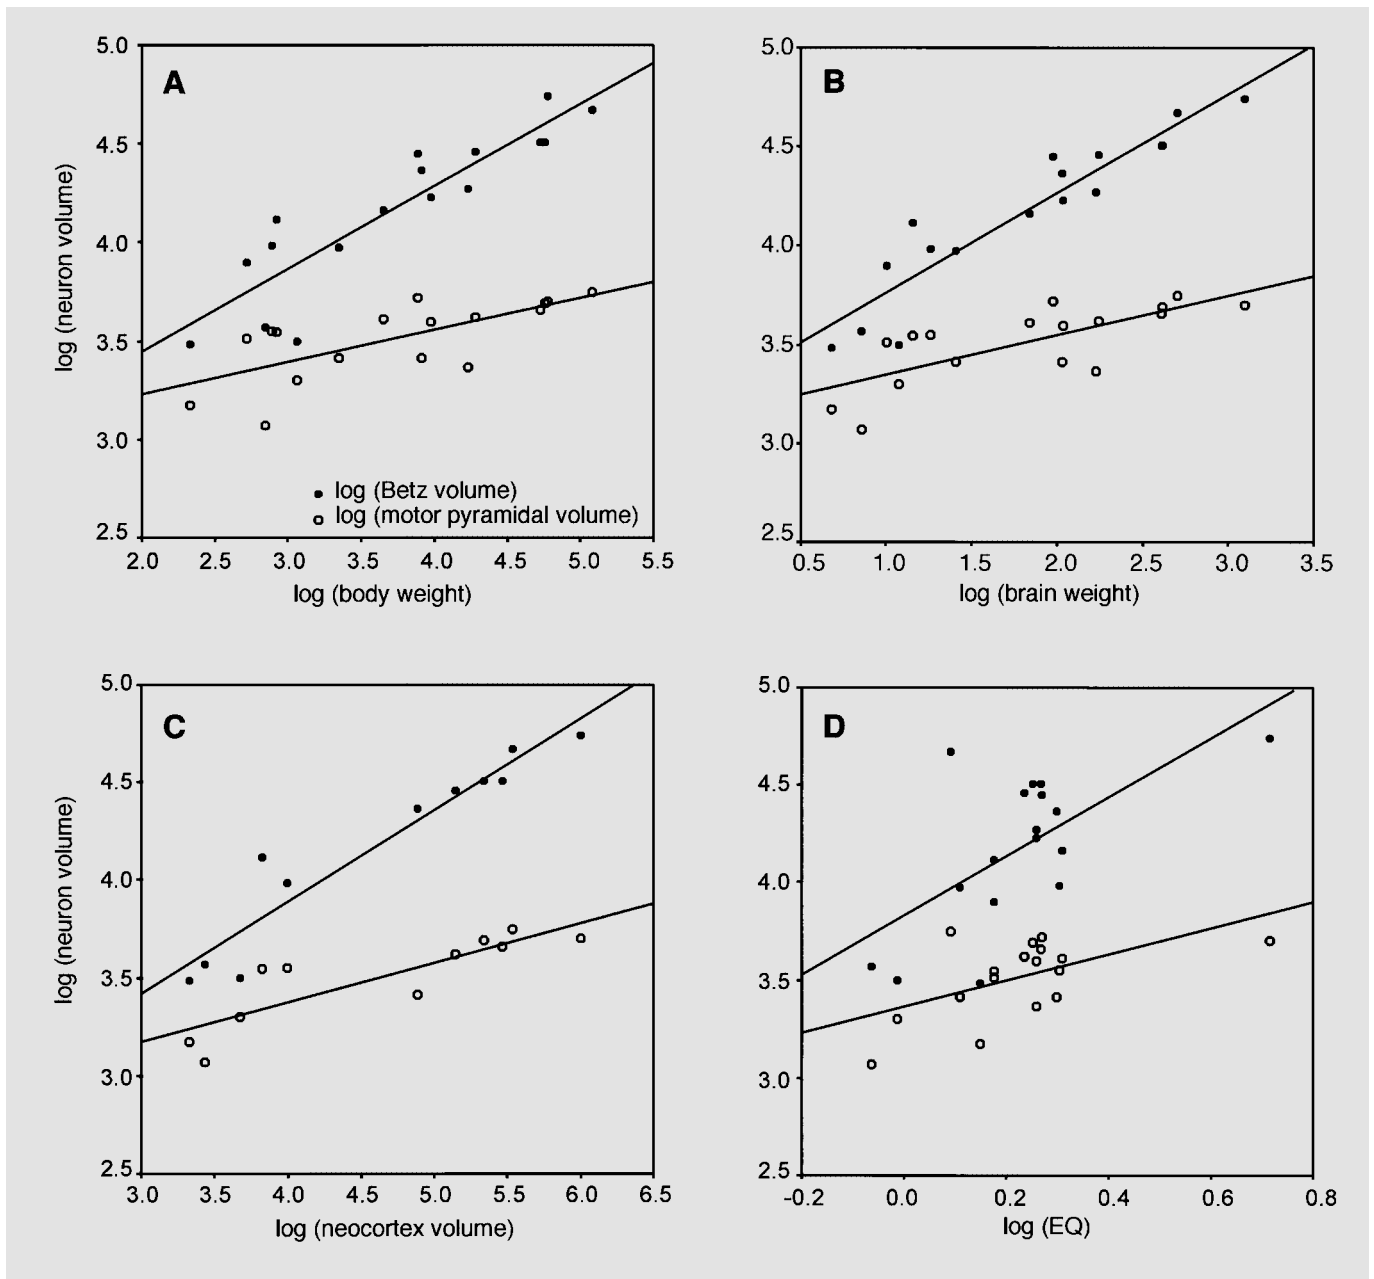 A
log (neuron volume)
5.0
4.5
4.0
3.5
3.0
2.5
log (Betz volume)
log (motor pyramidal volume)
2.0 2.5 3.0 3.5 4.0 4.5 5.0 5.5
log (body weight)
B
5.0
4.5
4.0
3.5
3.0
2.5
0.5 1.0 1.5 2.0 2.5 3.0 3.5
log (brain weight)
C
log (neuron volume)
5.0
4.5
4.0
3.5
3.0
2.5
3.0 3.5 4.0 4.5 5.0 5.5 6.0 6.5
log (neocortex volume)
D
5.0
4.5
4.0
3.5
3.0
2.5
-0.2 0.0 0.2 0.4 0.6 0.8
log (EQ)